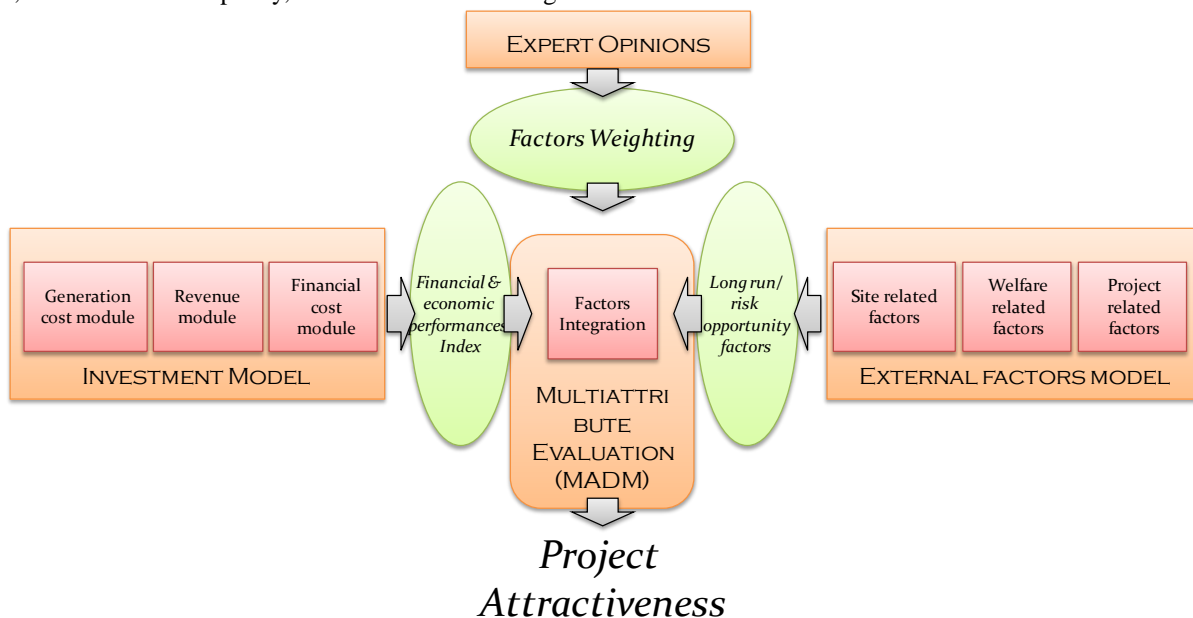 EXPERT OPINIONS
Factors Weighting
Generation
cost module
Revenue
module
Financial
cost
module
INVESTMENT MODEL
Financial &
economic
performances
Index
Factors
Integration
MULTIATTRI
BUTE
EVALUATION
(MADM)
Long run/
risk
opportunity
factors
Site related
factors
Welfare
related
factors
Project
related
factors
EXTERNAL FACTORS MODEL
Project
Attractiveness